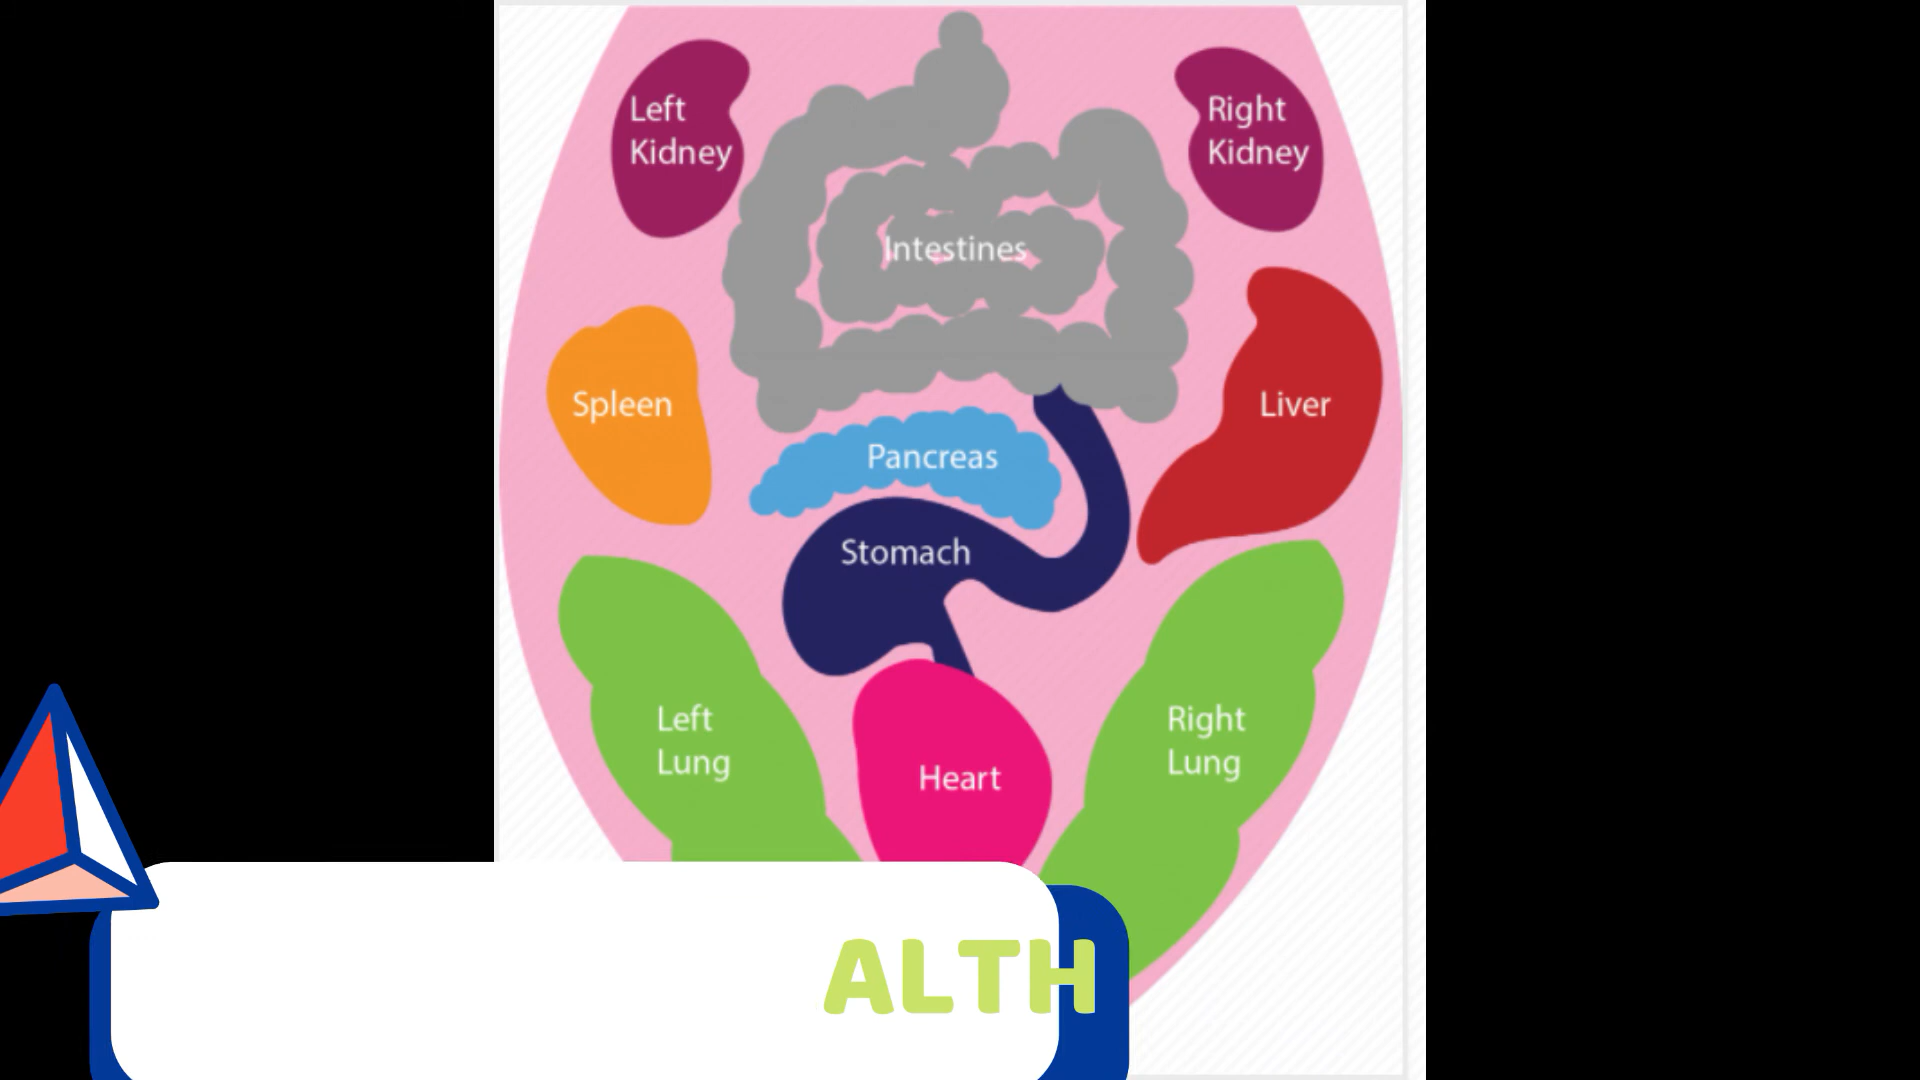 Left
Kidney
Right
Kidney
Intestines
Spleen
Liver
Pancreas
Stomach
Left
Lung
Right
Lung
Heart
ALTH